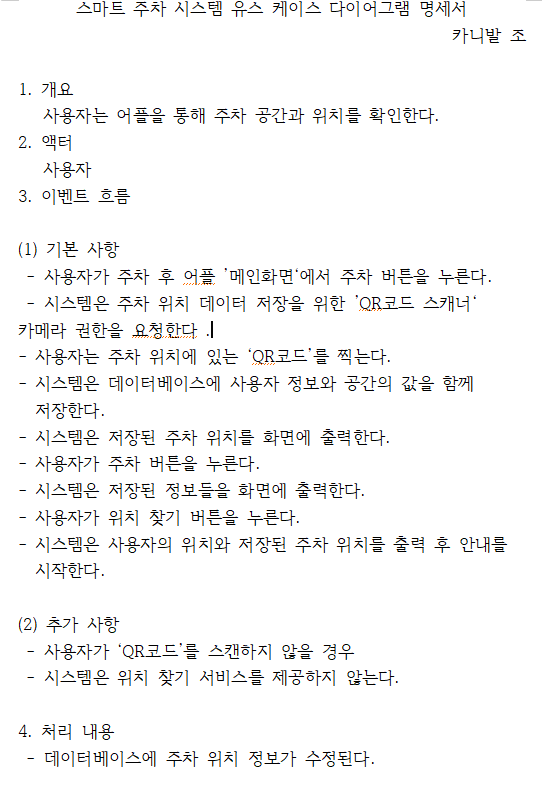 스마트 주차 시스템 유스 케이스 다이어그램 명세서
카니발 조
1. 개요
사용자는 어플을 통해 주차 공간과 위치를 확인한다.
2. 액터
사용자
3. 이벤트 흐름
(1) 기본 사항
- 사용자가 주차 후 어플 ’메인화면‘에서 주차 버튼을 누른다.
- 시스템은 주차 위치 데이터 저장을 위한 ’QR코드 스캐너‘
카메라 권한을 요청한다 .
- 사용자는 주차 위치에 있는 ‘QR코드’를 찍는다.
- 시스템은 데이터베이스에 사용자 정보와 공간의 값을 함께
저장한다.
- 시스템은 저장된 주차 위치를 화면에 출력한다.
- 사용자가 주차 버튼을 누른다.
- 시스템은 저장된 정보들을 화면에 출력한다.
- 사용자가 위치 찾기 버튼을 누른다.
- 시스템은 사용자의 위치와 저장된 주차 위치를 출력 후 안내를
시작한다.
(2) 추가 사항
- 사용자가 ‘QR코드’를 스캔하지 않을 경우
- 시스템은 위치 찾기 서비스를 제공하지 않는다.
4. 처리 내용
- 데이터베이스에 주차 위치 정보가 수정된다.